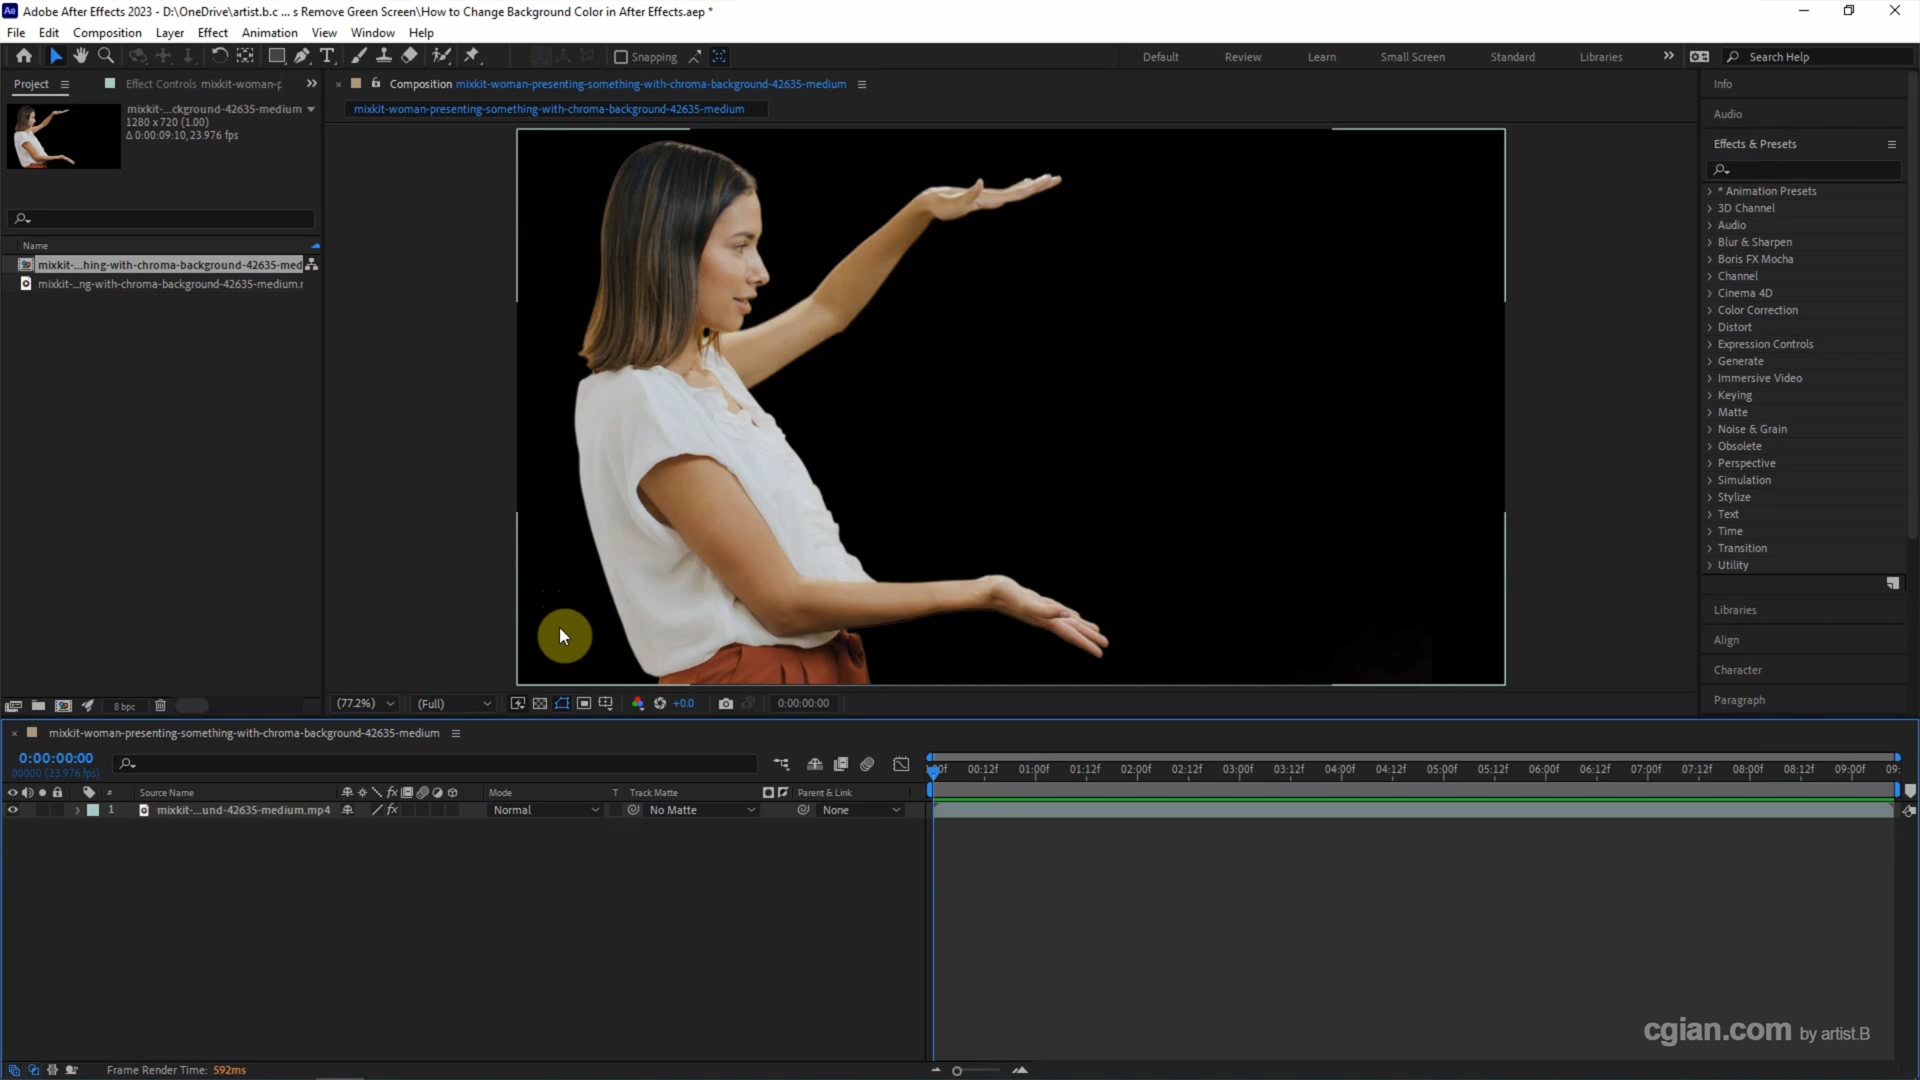 Adobe After Effects 2023 - D:\OneDrive\artist.b.c ... s Remove Green Screen\How to Change Background Color in After Effects.aep *
File Edit Composition Layer Effect Animation View Window Help
Snapping
Default Review Learn Small Screen Standard Libraries
Search Help
Project
Effect Controls mixkit-woman-p
mixkit-...ckground-42635-medium
1280 x 720 (1.00)
Δ 0:00:09:10, 23.976 fps
Name
mixkit-...hing-with-chroma-background-42635-med
mixkit-...ng-with-chroma-background-42635-medium.r
8 bpc
Composition mixkit-woman-presenting-something-with-chroma-background-42635-medium
mixkit-woman-presenting-something-with-chroma-background-42635-medium
(77.2%) (Full) +0.0 0:00:00:00
Info
Audio
Effects & Presets
* Animation Presets
3D Channel
Audio
Blur & Sharpen
Boris FX Mocha
Channel
Cinema 4D
Color Correction
Distort
Expression Controls
Generate
Immersive Video
Keying
Matte
Noise & Grain
Obsolete
Perspective
Simulation
Stylize
Text
Time
Transition
Utility
Libraries
Align
Character
Paragraph
mixkit-woman-presenting-something-with-chroma-background-42635-medium
0:00:00:00
00000 (23.976 fps)
00:12f 01:00f 01:12f 02:00f 02:12f 03:00f 03:12f 04:00f 04:12f 05:00f 05:12f 06:00f 06:12f 07:00f 07:12f 08:00f 08:12f 09:00f 09:
# Source Name Mode T Track Matte Parent & Link
1 mixkit-...und-42635-medium.mp4 Normal No Matte None
cgian.com by artist.B
Frame Render Time: 592ms